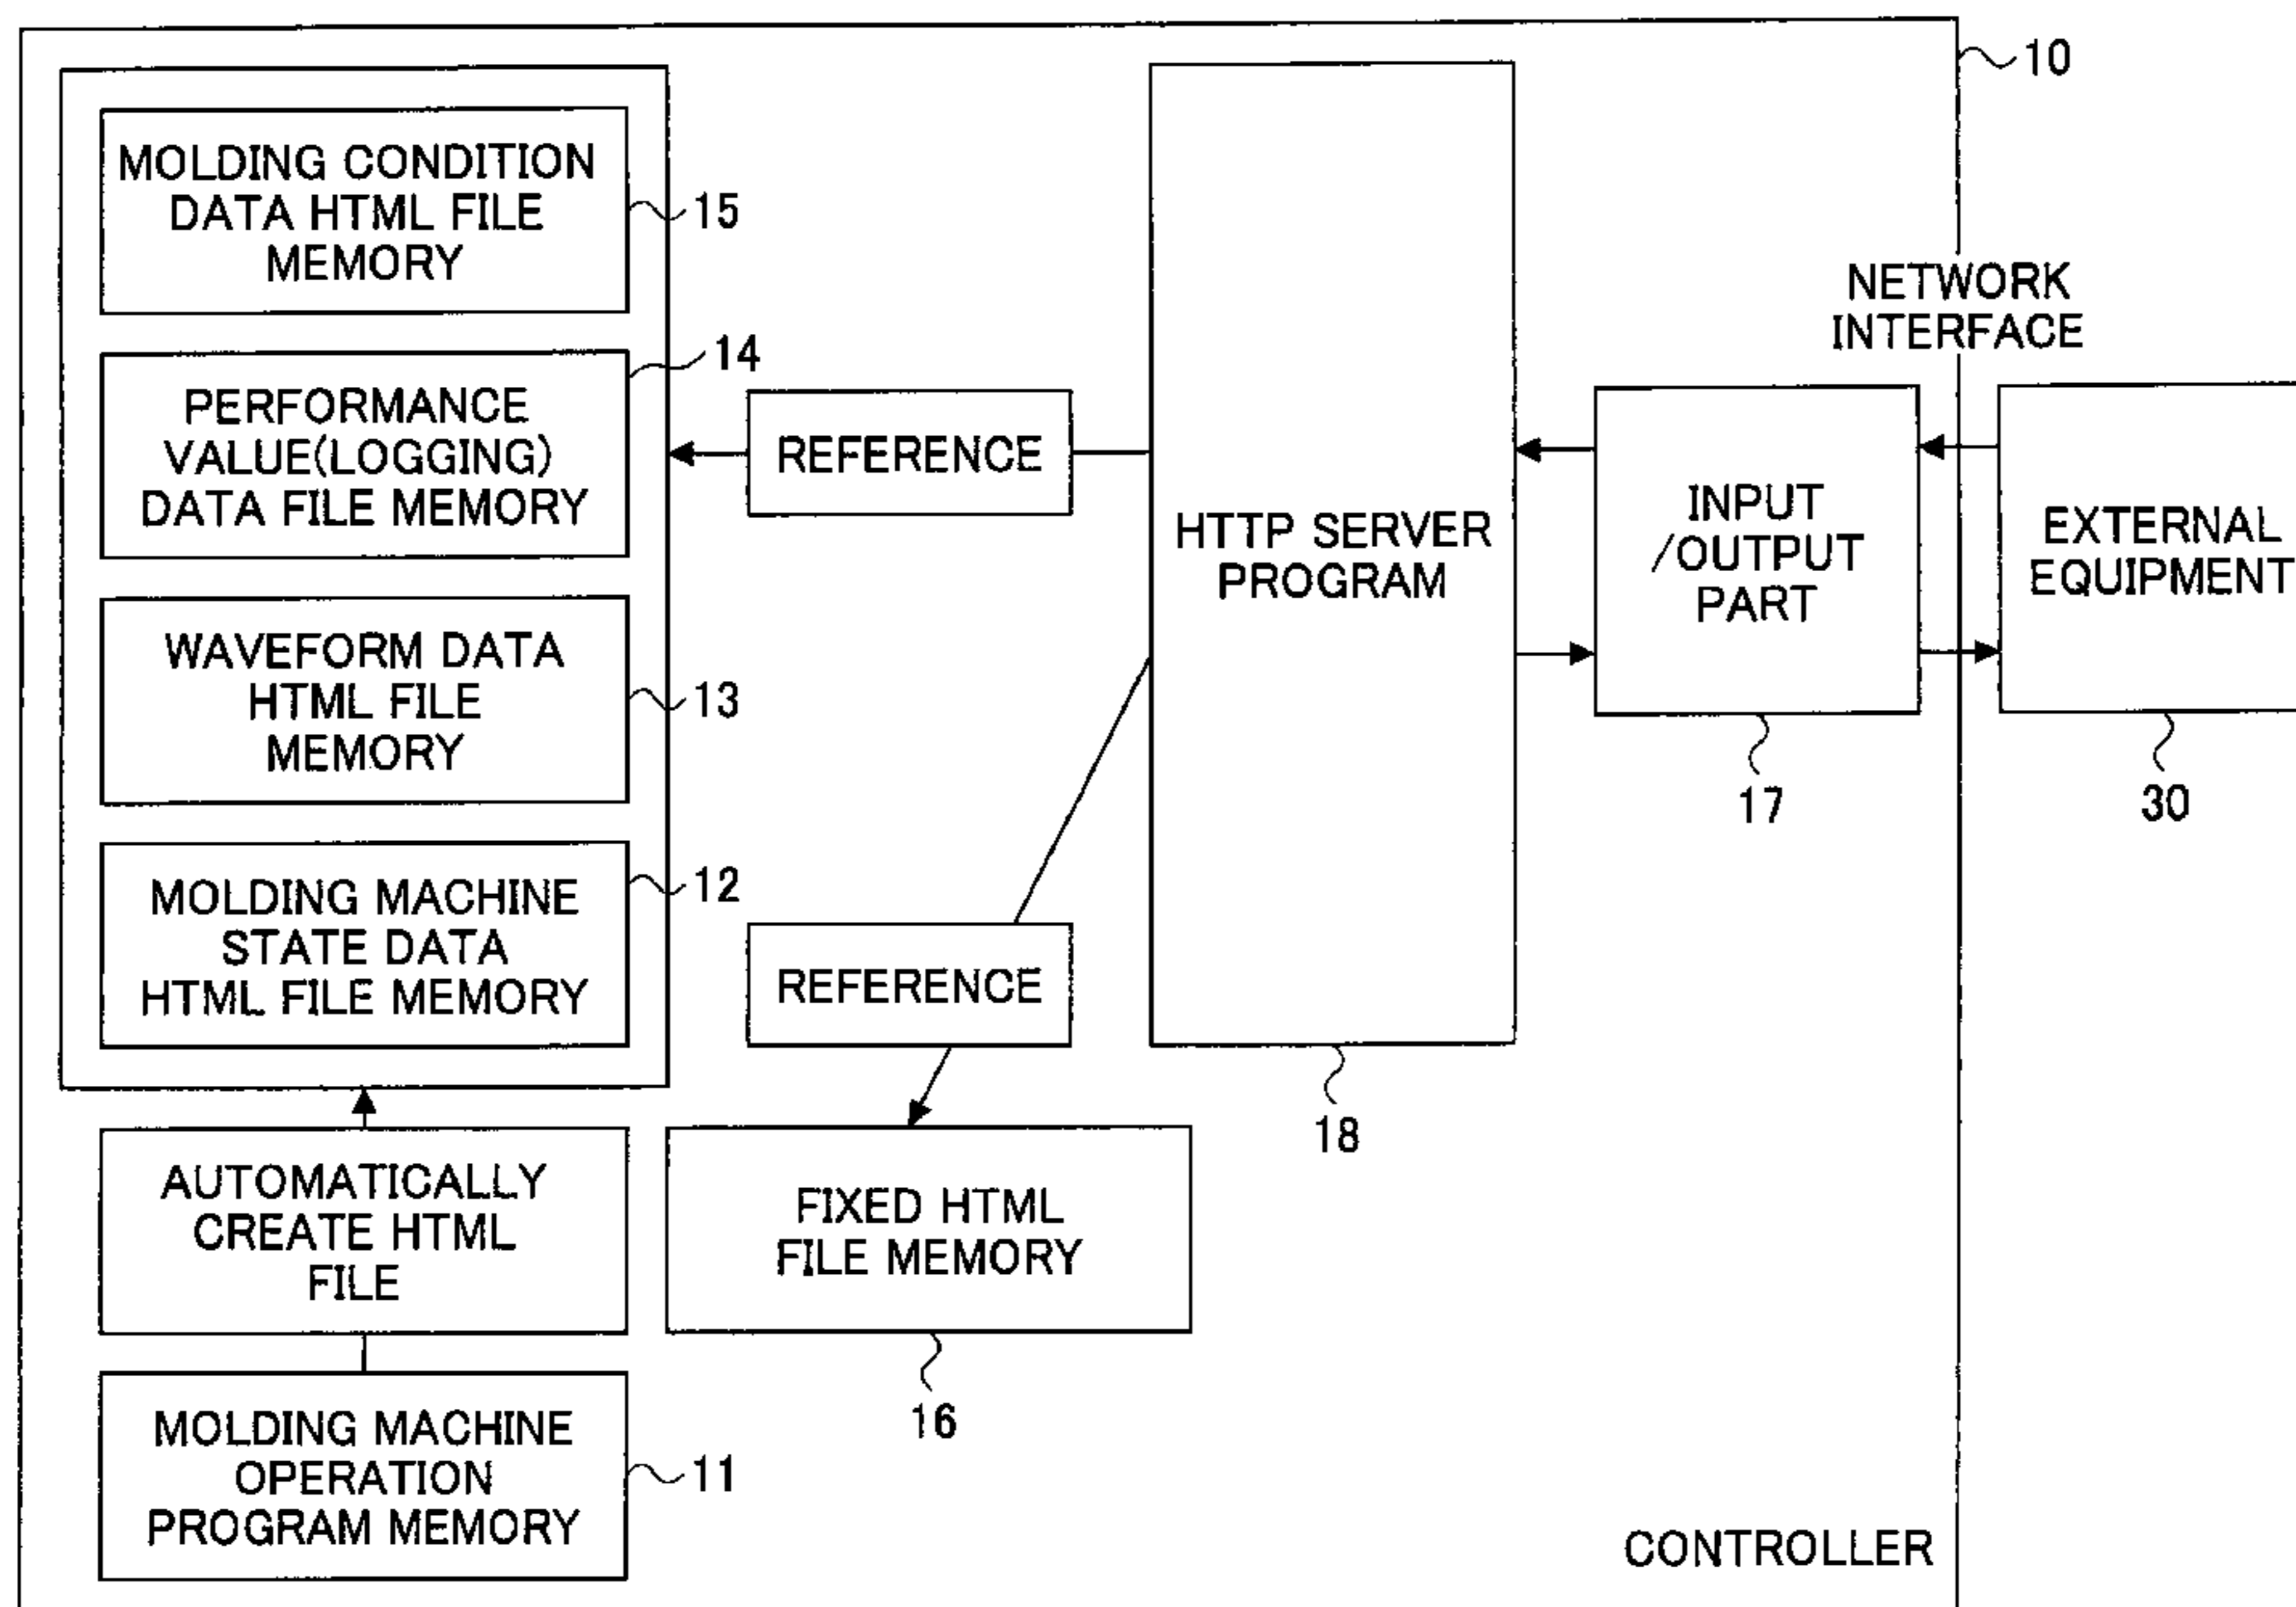 10
MOLDING CONDITION
DATA HTML FILE
MEMORY
15
PERFORMANCE
VALUE(LOGGING)
DATA FILE MEMORY
14
WAVEFORM DATA
HTML FILE
MEMORY
13
MOLDING MACHINE
STATE DATA
HTML FILE MEMORY
12
AUTOMATICALLY
CREATE HTML
FILE
MOLDING MACHINE
OPERATION
PROGRAM MEMORY
11
REFERENCE
REFERENCE
FIXED HTML
FILE MEMORY
16
HTTP SERVER
PROGRAM
18
NETWORK
INTERFACE
INPUT
/OUTPUT
PART
17
EXTERNAL
EQUIPMENT
30
CONTROLLER